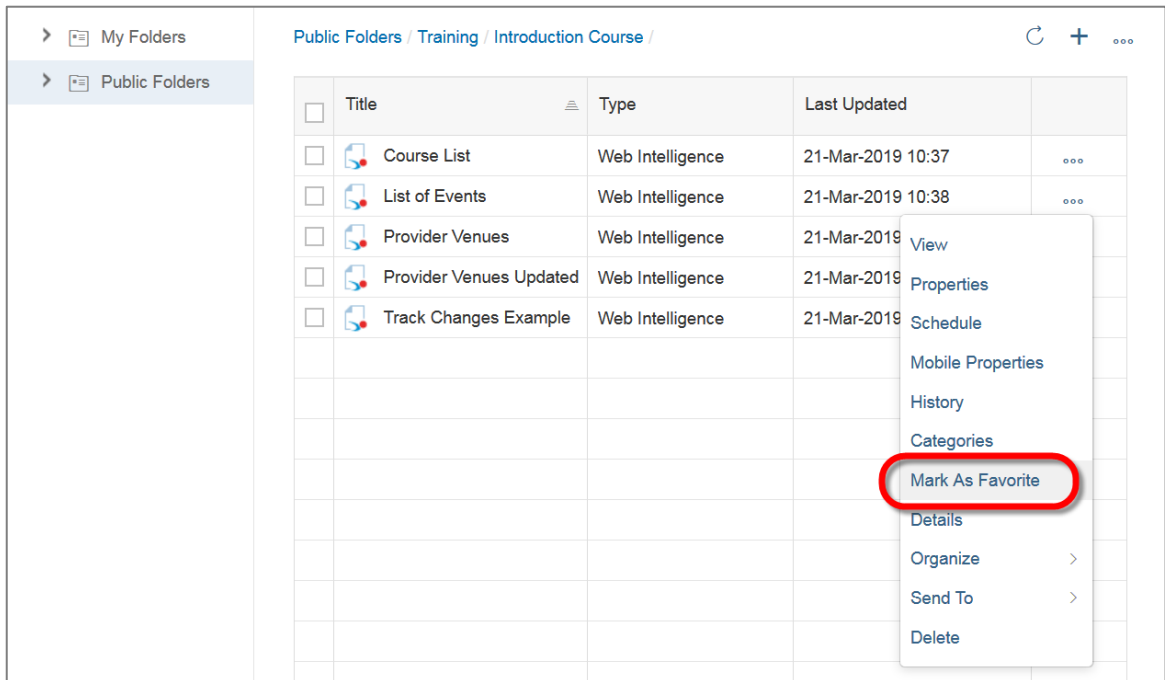 My Folders
Public Folders
Public Folders / Training / Introduction Course /
Title Type Last Updated
Course List Web Intelligence 21-Mar-2019 10:37
List of Events Web Intelligence 21-Mar-2019 10:38
Provider Venues Web Intelligence 21-Mar-2019
Provider Venues Updated Web Intelligence 21-Mar-2019
Track Changes Example Web Intelligence 21-Mar-2019
View
Properties
Schedule
Mobile Properties
History
Categories
Mark As Favorite
Details
Organize
Send To
Delete